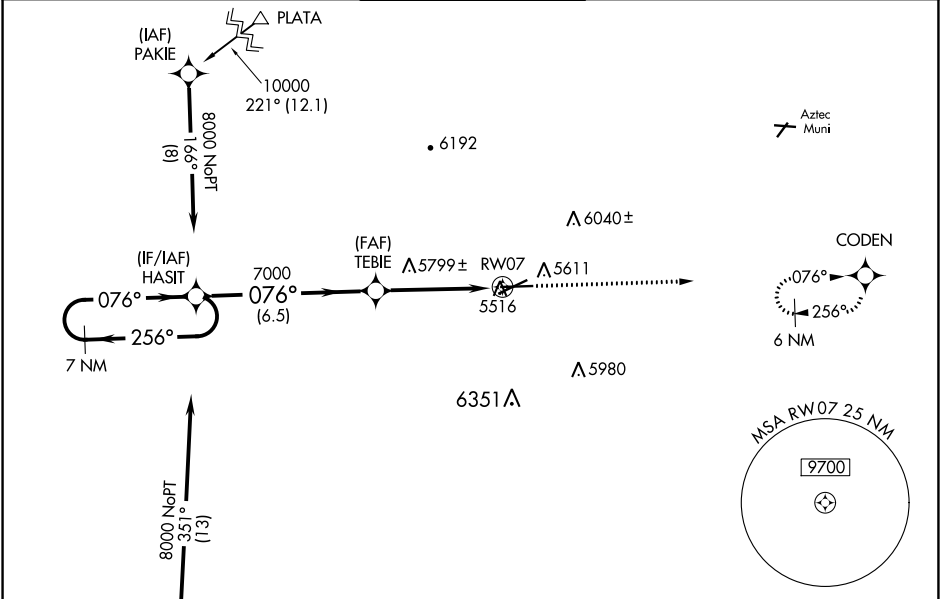 PLATA
(IAF)
PAKIE
10000
221° (12.1)
8000 NoPT
166°
(8)
6192
Aztec
Muni
6040±
(IF/IAF)
HASIT
7000
076°
(6.5)
(FAF)
TEBIE
5799±
RW07
5611
5516
CODEN
076°
256°
7 NM
076°
256°
6 NM
5980
6351
MSA RW07 25 NM
9700
8000 NoPT
351°
(13)